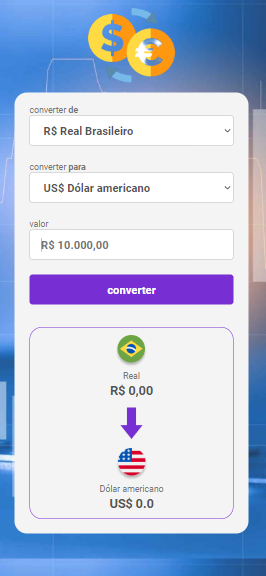 converter de
R$ Real Brasileiro
converter para
US$ Dólar americano
valor
R$ 10.000,00
converter
Real
R$ 0,00
Dólar americano
US$ 0.0